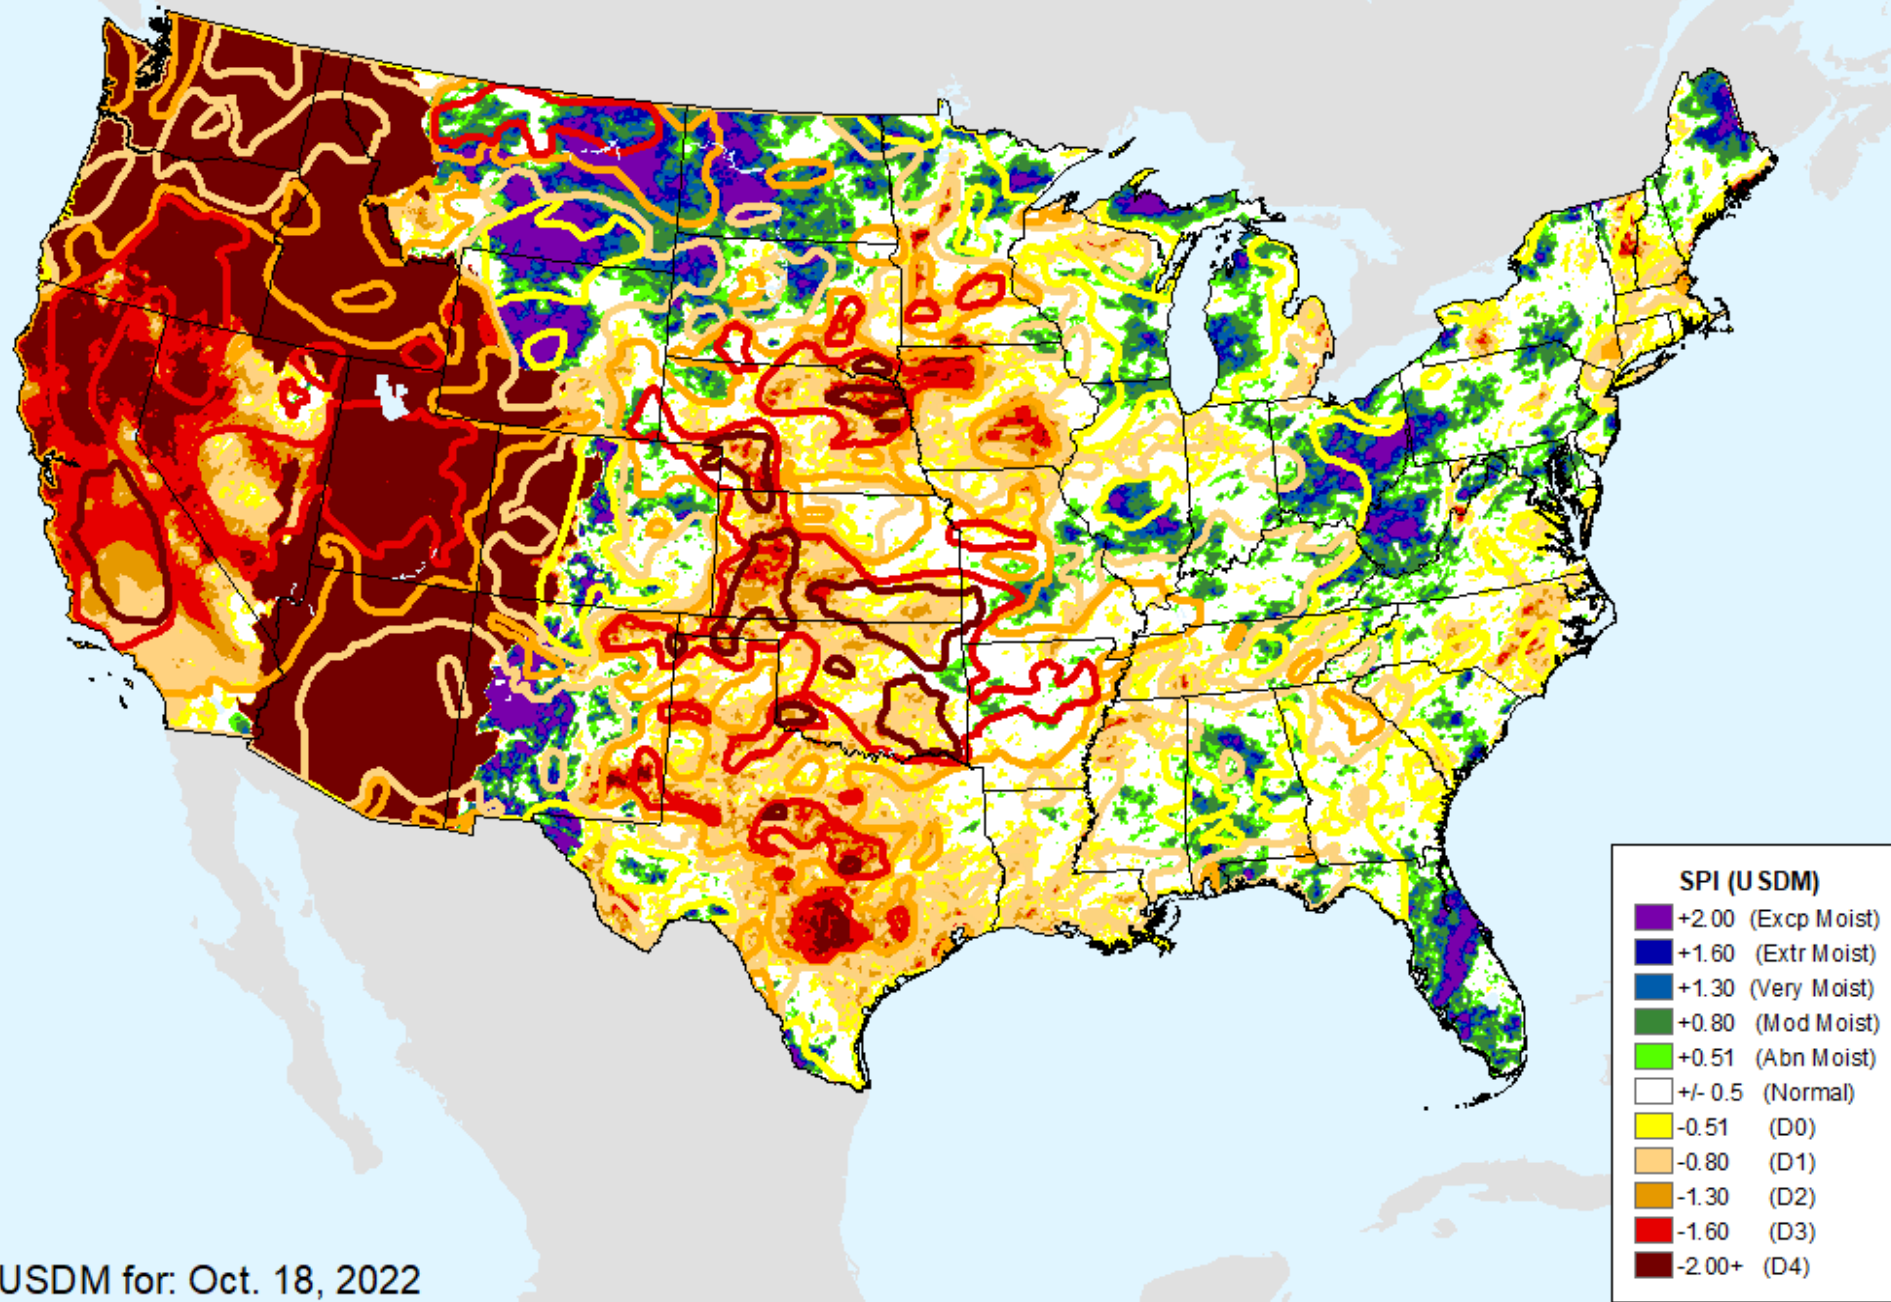 SPI (USDM)
+2.00 (Excp Moist)
+1.60 (Extr Moist)
+1.30 (Very Moist)
+0.80 (Mod Moist)
+0.51 (Abn Moist)
+/- 0.5 (Normal)
-0.51 (D0)
-0.80 (D1)
-1.30 (D2)
-1.60 (D3)
-2.00+ (D4)
USDM for: Oct. 18, 2022